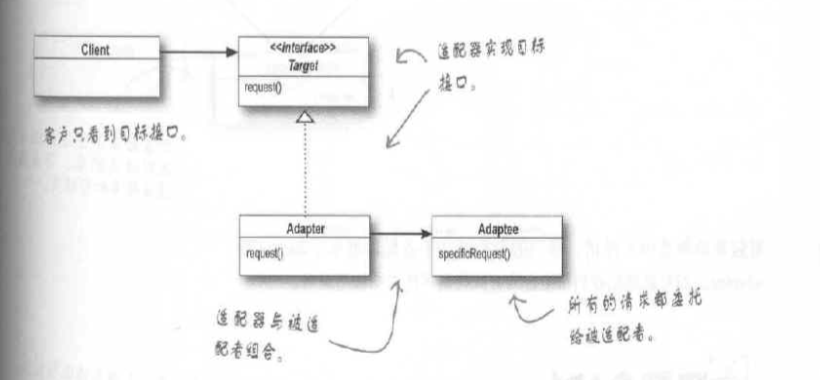 Client
<<interface>>
Target
request()
适配器实现目标
接口。
客户只看到目标接口。
Adapter
request()
Adaptee
specificRequest()
适配器与被适
配者组合。
所有的请求都委托
给被适配者。